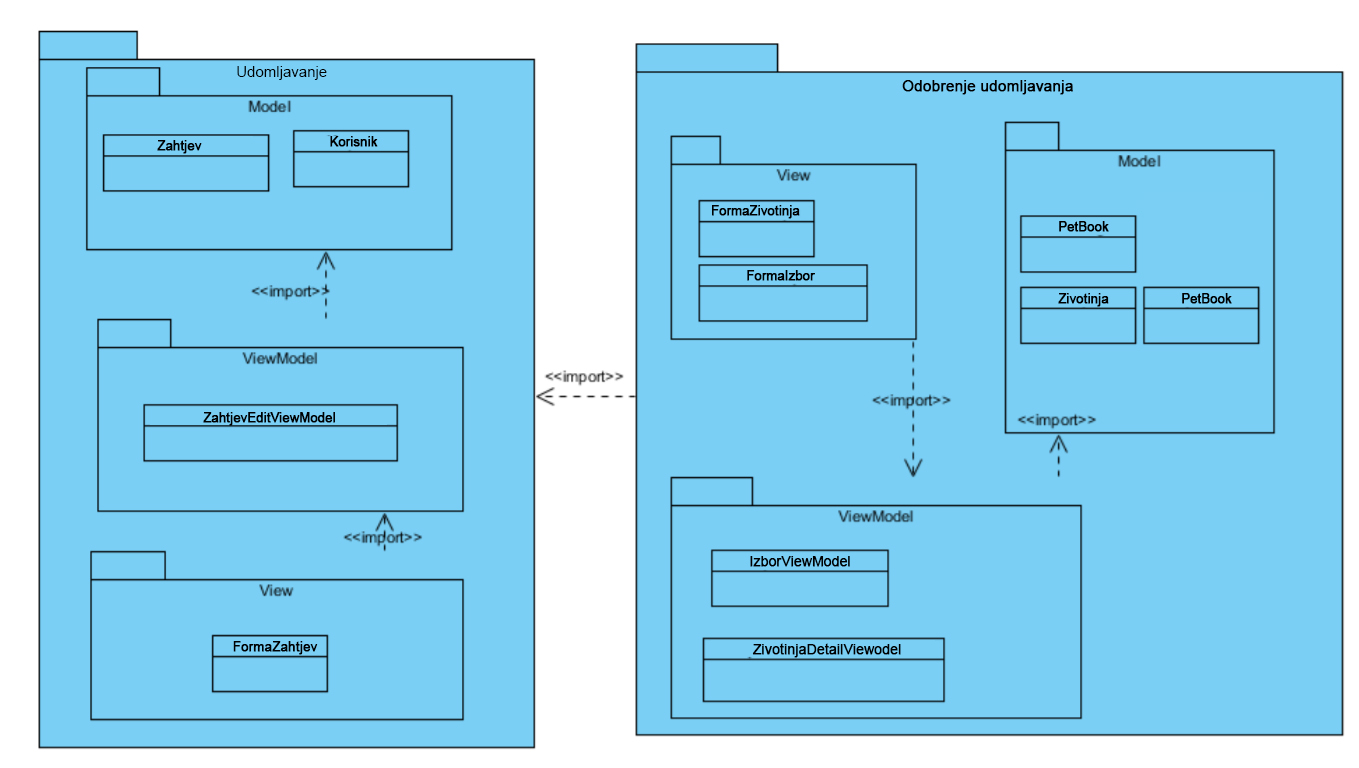 Udomljavanje
Model
Zahtjev
Korisnik
<<import>>
ViewModel
ZahtjevEditViewModel
<<import>>
View
FormaZahtjev
<<import>>
Odobrenje udomljavanja
View
FormaZivotinja
FormaIzbor
Model
PetBook
Zivotinja
PetBook
<<import>>
<<import>>
ViewModel
IzborViewModel
ZivotinjaDetailViewodel